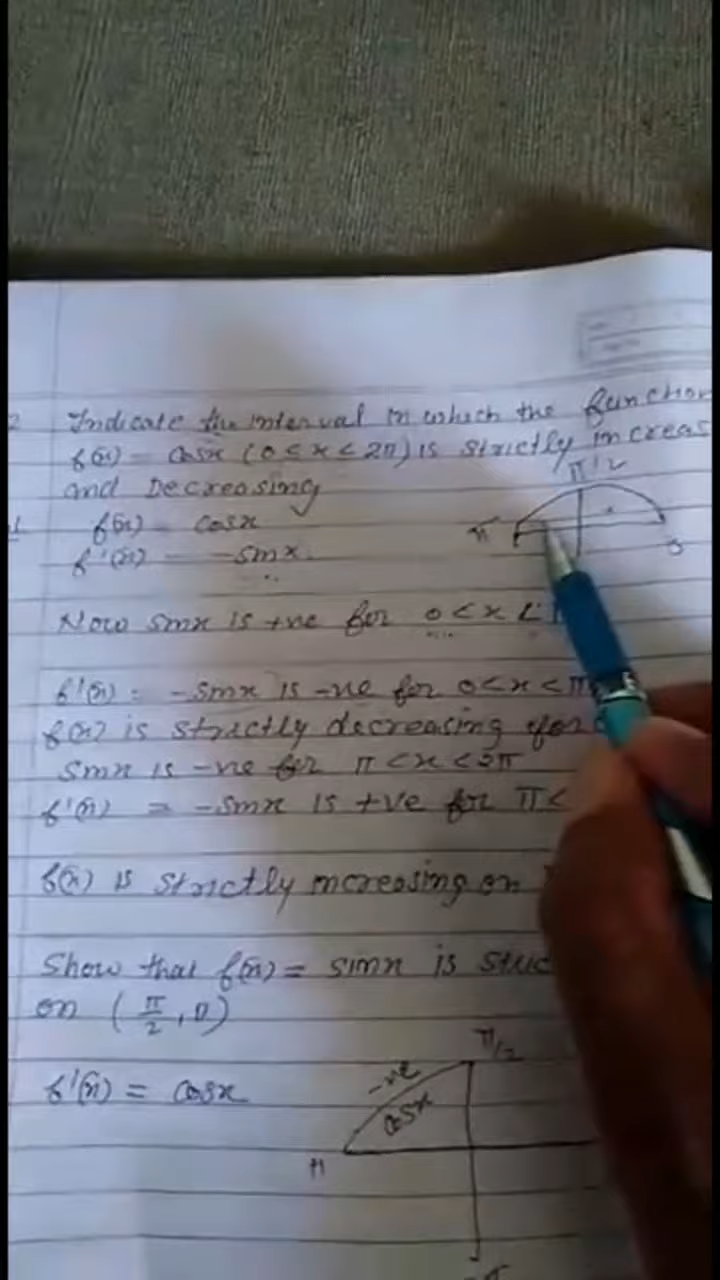 2 Indicate the interval in which the function
f(x) = cosx (0 < x < 2π) is strictly increas
and Decreasing
π/2
f(x) = cosx
π
0
f'(x) = -sinx.
Now sinx is +ve for 0 < x <
f'(x) = -sinx is -ve for 0 < x < π
f(x) is strictly decreasing for
sinx is -ve for π < x < 2π
f'(x) = -sinx is +ve for π <
f(x) is strictly increasing on
Show that f(x) = sinx is stric
on (π/2, π)
π/2
f'(x) = cosx
-ve
cosx
π